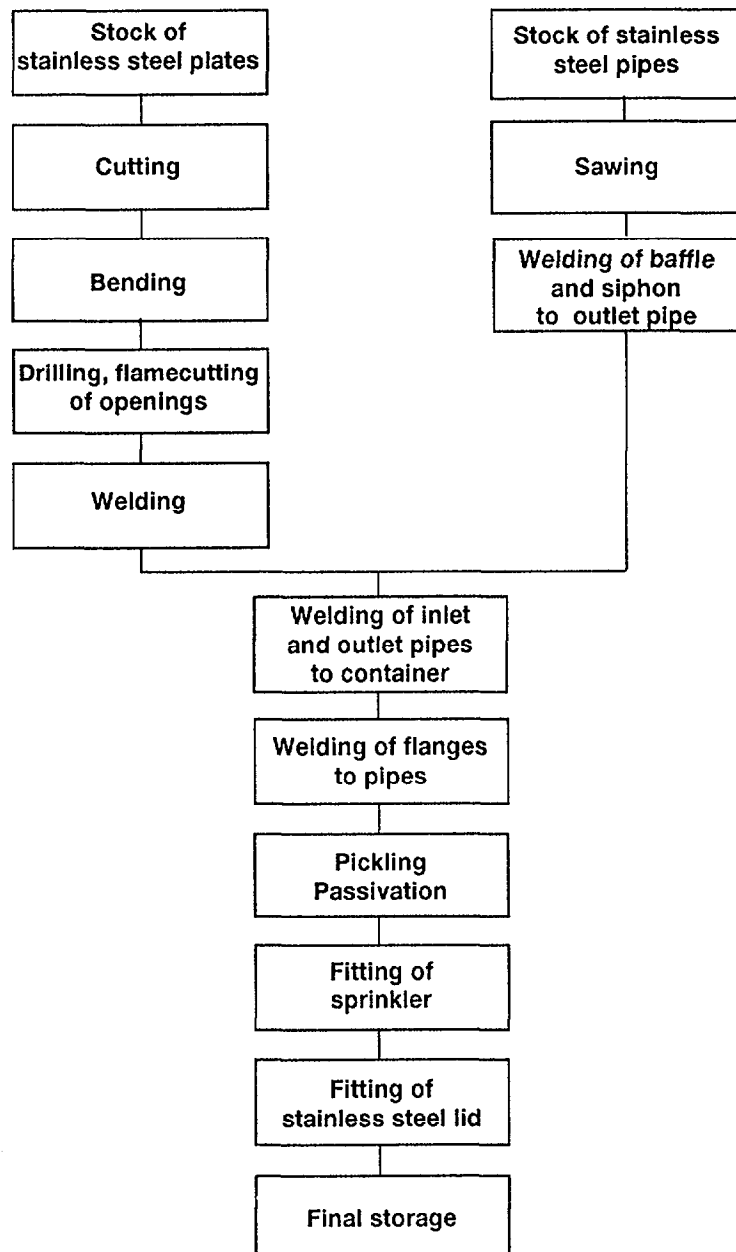 Stock of
stainless steel plates
Cutting
Bending
Drilling, flamecutting
of openings
Welding
Stock of stainless
steel pipes
Sawing
Welding of baffle
and siphon
to outlet pipe
Welding of inlet
and outlet pipes
to container
Welding of flanges
to pipes
Pickling
Passivation
Fitting of
sprinkler
Fitting of
stainless steel lid
Final storage